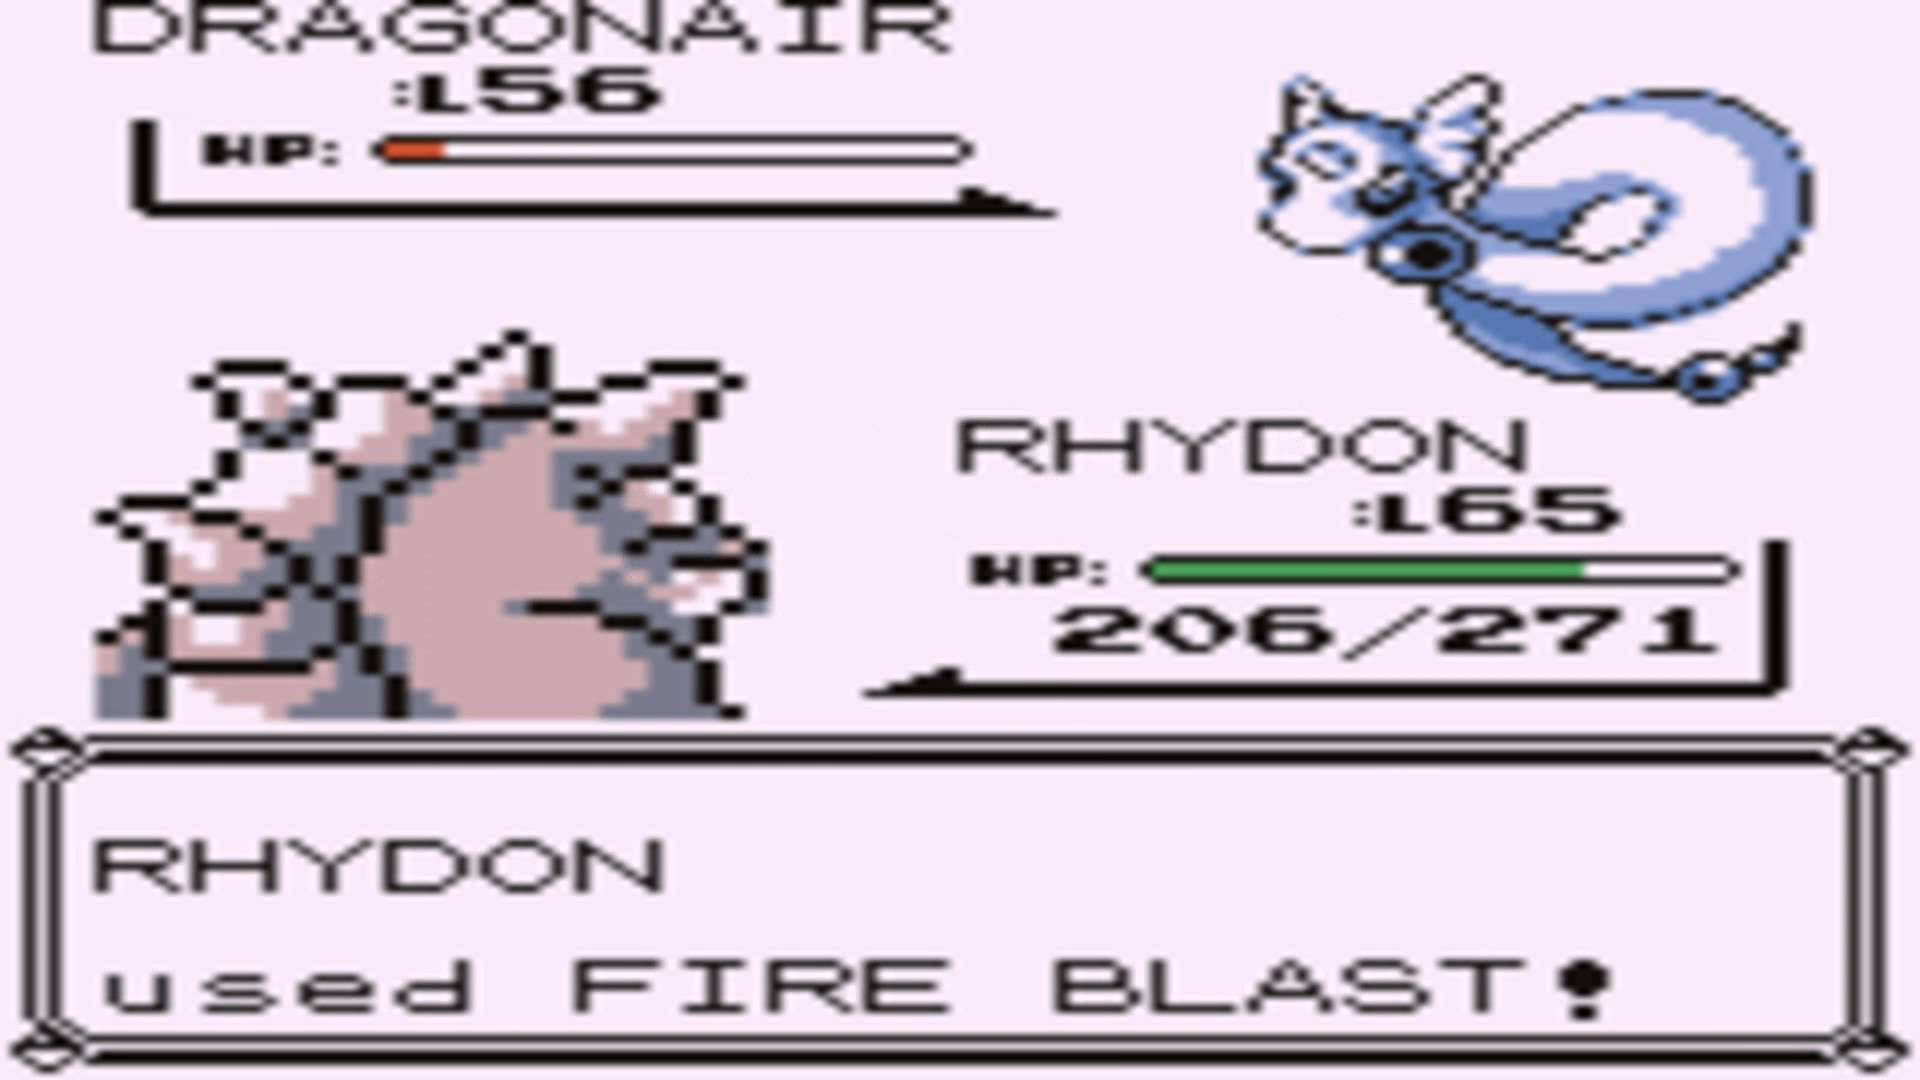 DRAGONAIR
:L56
HP:
RHYDON
:L65
HP:
206/271
RHYDON
used FIRE BLAST!